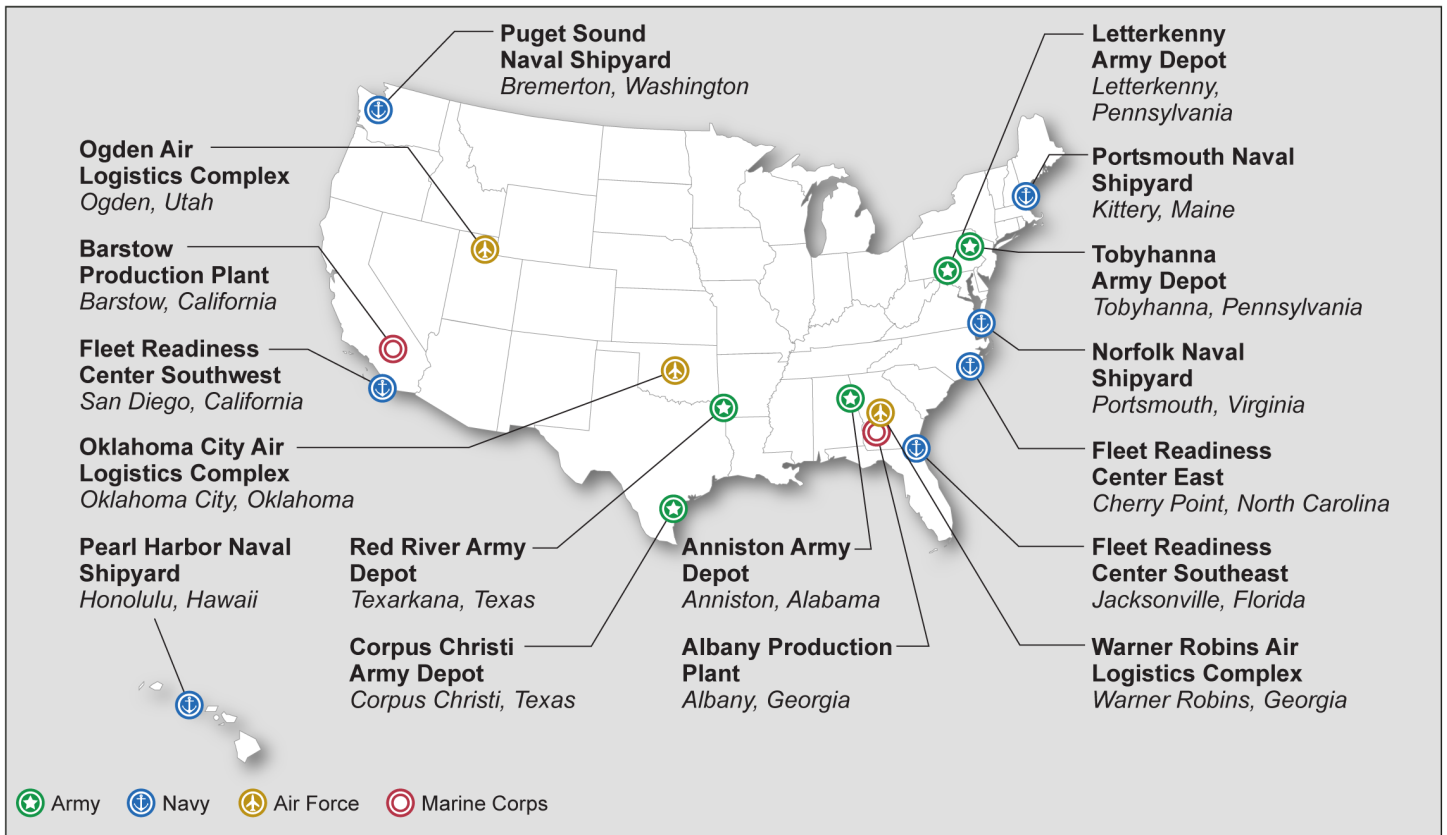 Puget Sound
Naval Shipyard
Bremerton, Washington
Letterkenny
Army Depot
Letterkenny,
Pennsylvania
Ogden Air
Logistics Complex
Ogden, Utah
Portsmouth Naval
Shipyard
Kittery, Maine
Barstow
Production Plant
Barstow, California
Tobyhanna
Army Depot
Tobyhanna, Pennsylvania
Fleet Readiness
Center Southwest
San Diego, California
Norfolk Naval
Shipyard
Portsmouth, Virginia
Oklahoma City Air
Logistics Complex
Oklahoma City, Oklahoma
Fleet Readiness
Center East
Cherry Point, North Carolina
Pearl Harbor Naval
Shipyard
Honolulu, Hawaii
Red River Army
Depot
Texarkana, Texas
Anniston Army
Depot
Anniston, Alabama
Fleet Readiness
Center Southeast
Jacksonville, Florida
Corpus Christi
Army Depot
Corpus Christi, Texas
Albany Production
Plant
Albany, Georgia
Warner Robins Air
Logistics Complex
Warner Robins, Georgia
Army
Navy
Air Force
Marine Corps